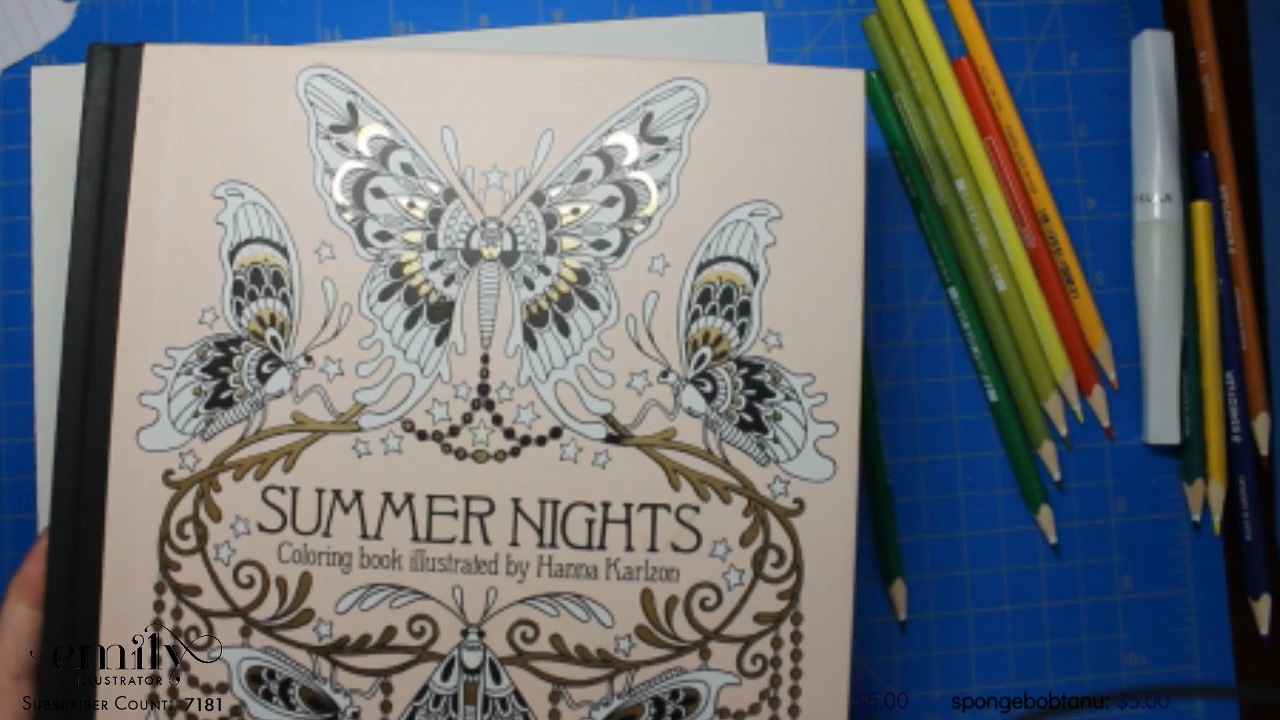 SUMMER NIGHTS
Coloring book illustrated by Hanna Karlzon
emily
ILLUSTRATOR
SUBSCRIBER COUNT: 7181
$5.00 spongebobtanu: $5.00